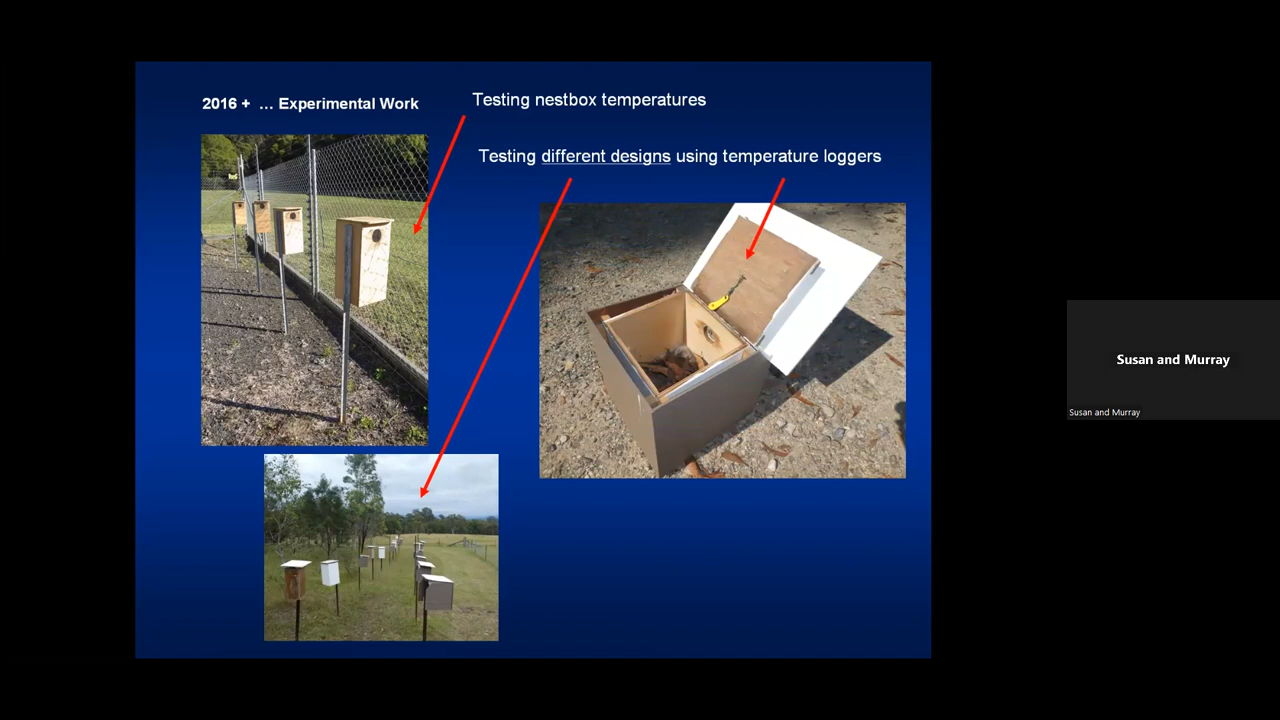 2016 + ... Experimental Work
Testing nestbox temperatures
Testing different designs using temperature loggers
Susan and Murray
Susan and Murray